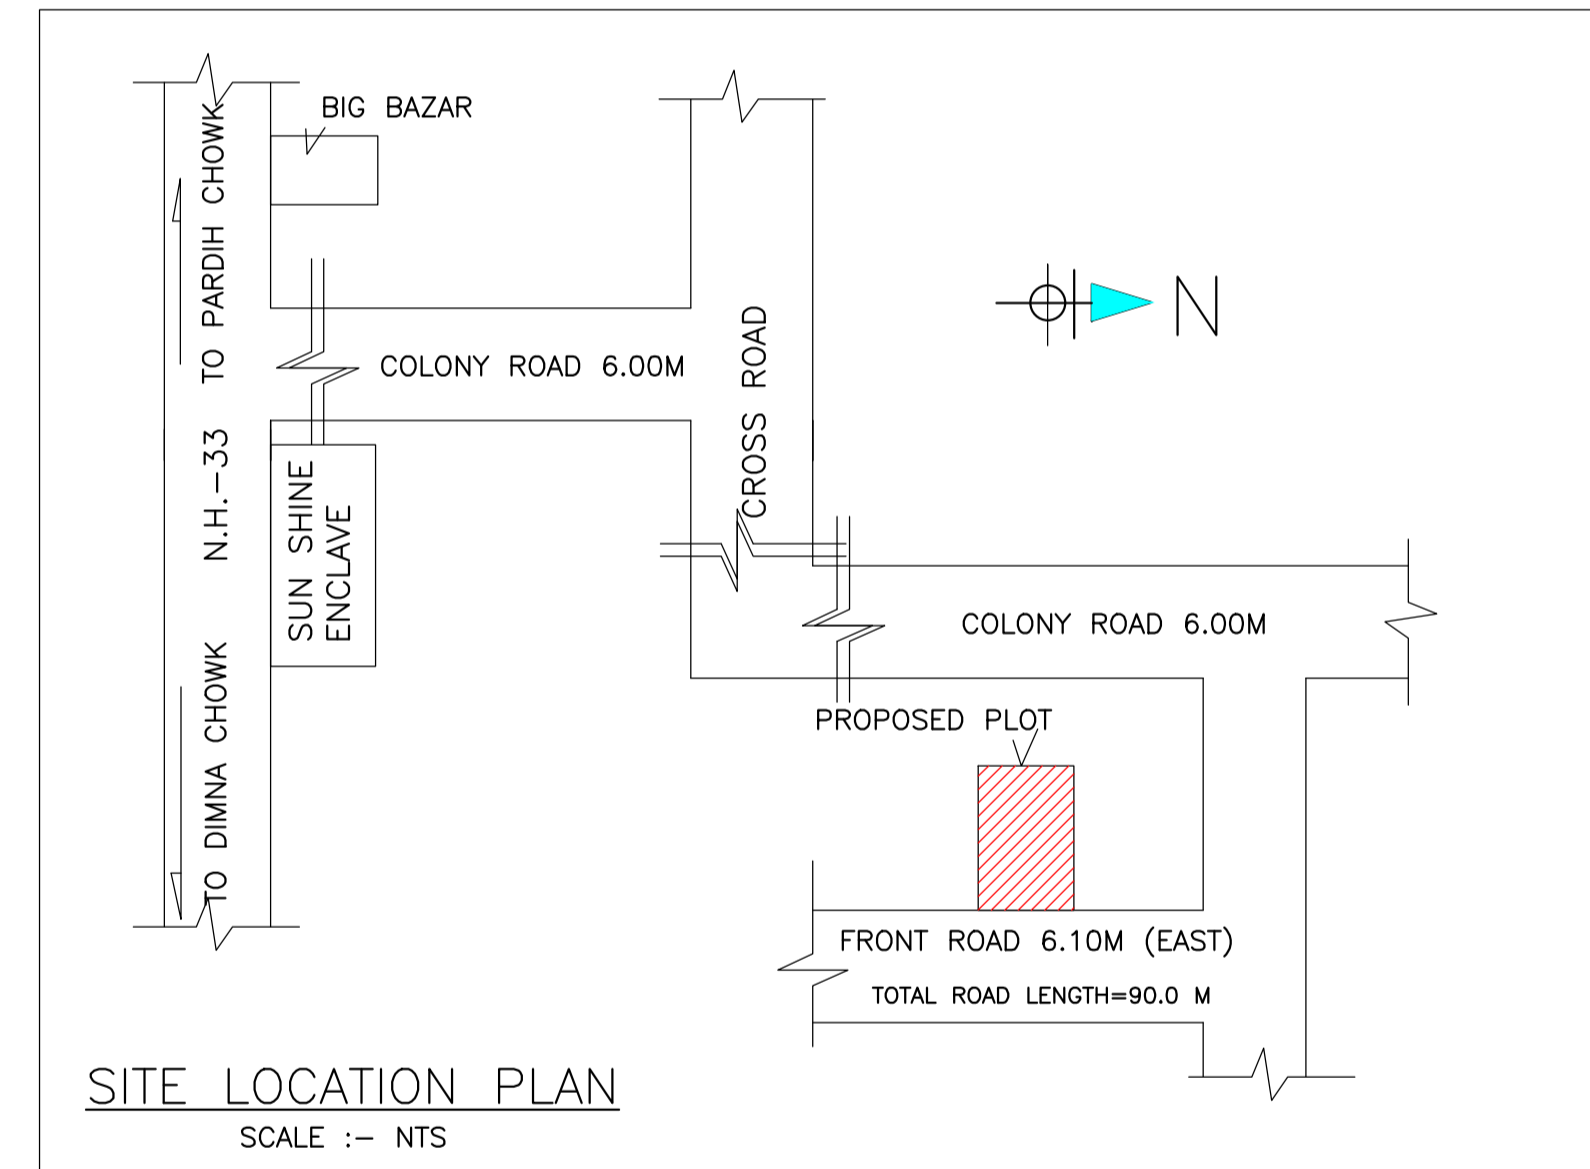 BIG BAZAR
TO PARDIH CHOWK
N.H.-33
TO DIMNA CHOWK
COLONY ROAD 6.00M
CROSS ROAD
N
SUN SHINE
ENCLAVE
COLONY ROAD 6.00M
PROPOSED PLOT
FRONT ROAD 6.10M (EAST)
TOTAL ROAD LENGTH=90.0 M
SITE LOCATION PLAN
SCALE :- NTS